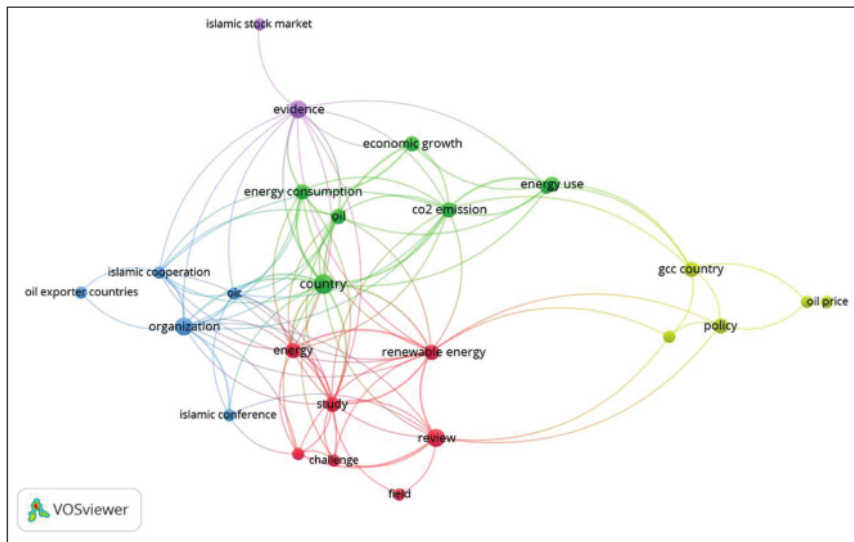 islamic stock market
evidence
economic growth
energy consumption
energy use
co2 emission
oil
islamic cooperation
gcc country
oil exporter countries
oic
country
oil price
organization
policy
energy
renewable energy
study
islamic conference
review
challenge
field
VOSviewer